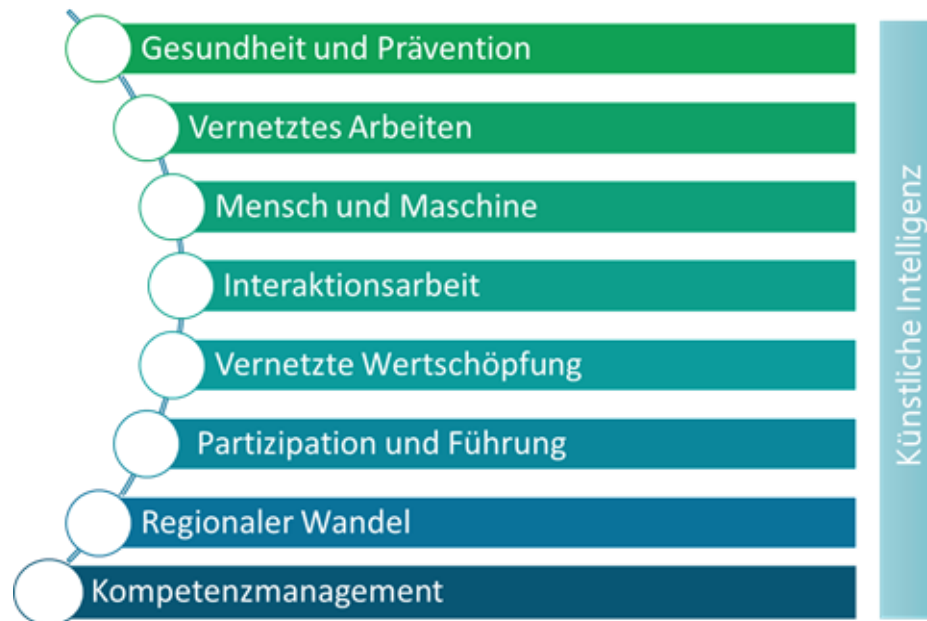 Gesundheit und Prävention
Vernetztes Arbeiten
Mensch und Maschine
Interaktionsarbeit
Vernetzte Wertschöpfung
Partizipation und Führung
Regionaler Wandel
Kompetenzmanagement
Künstliche Intelligenz